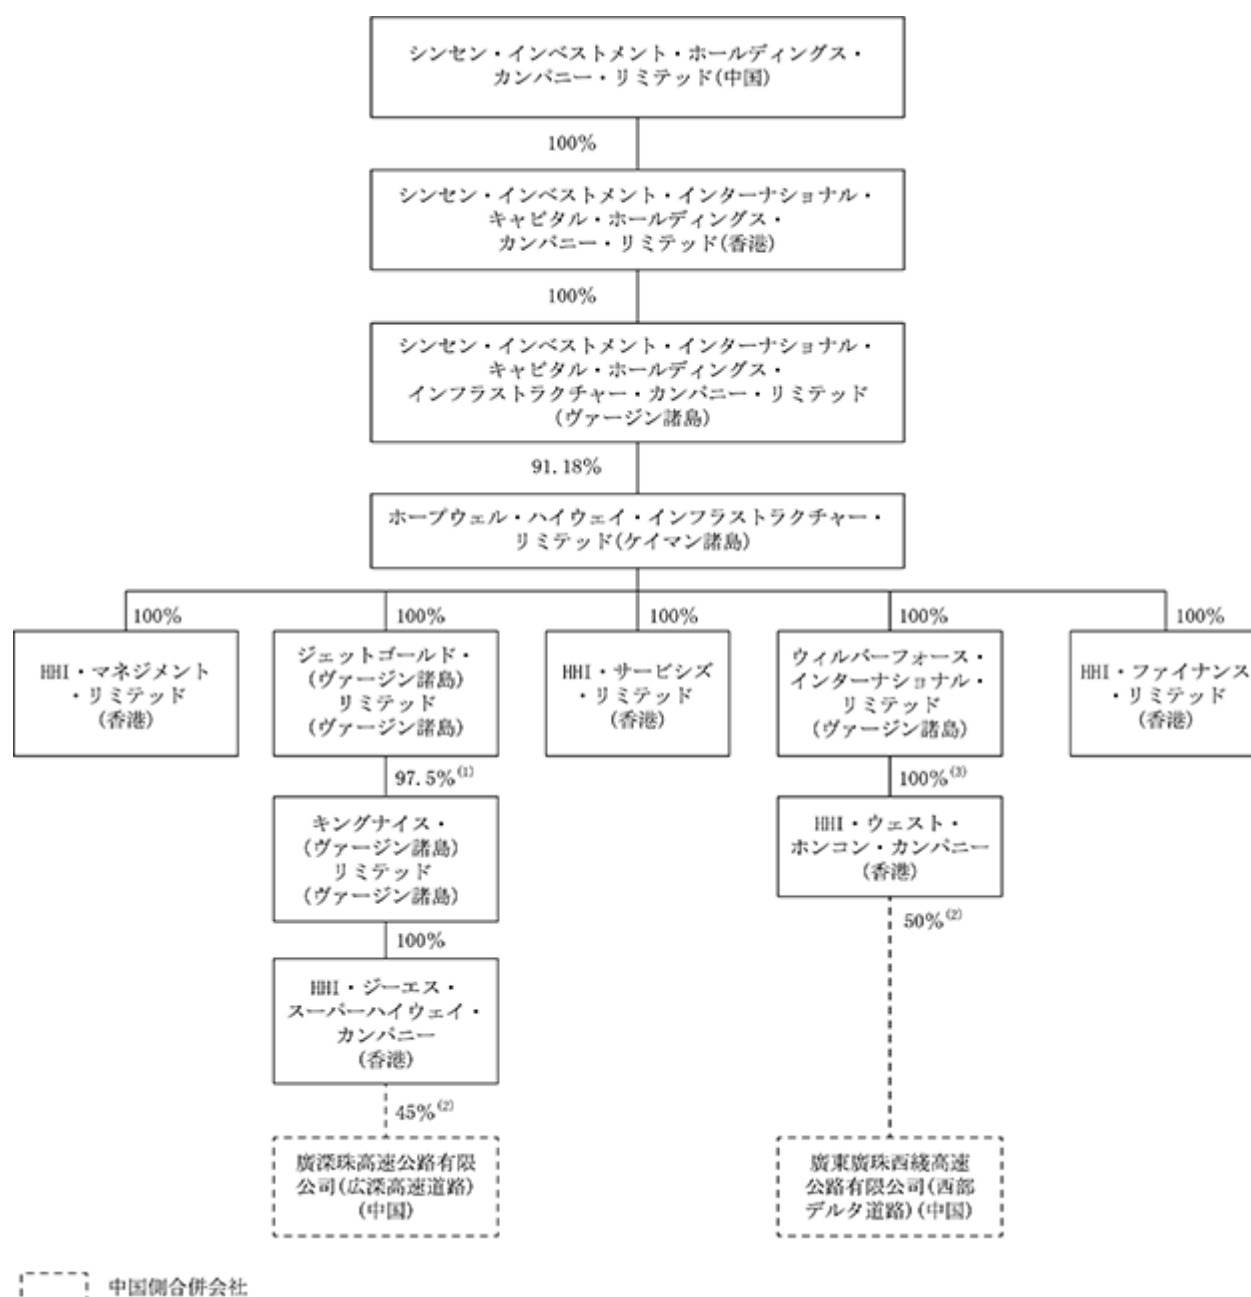 シンセン・インベストメント・ホールディングス・
カンパニー・リミテッド(中国)
100%
シンセン・インベストメント・インターナショナル・
キャピタル・ホールディングス・
カンパニー・リミテッド(香港)
100%
シンセン・インベストメント・インターナショナル・
キャピタル・ホールディングス・
インフラストラクチャー・カンパニー・リミテッド
(ヴァージン諸島)
91.18%
ホープウェル・ハイウェイ・インフラストラクチャー・
リミテッド(ケイマン諸島)
100%
HHI・マネジメント
・リミテッド
(香港)
100%
ジェットゴールド・
(ヴァージン諸島)
リミテッド
(ヴァージン諸島)
100%
HHI・サービシズ
・リミテッド
(香港)
100%
ウィルバーフォース・
インターナショナル・
リミテッド
(ヴァージン諸島)
100%
HHI・ファイナンス
・リミテッド
(香港)
97.5%(1)
キングナイス・
(ヴァージン諸島)
リミテッド
(ヴァージン諸島)
100%(3)
HHI・ウェスト・
ホンコン・カンパニー
(香港)
100%
HHI・ジーエス・
スーパーハイウェイ・
カンパニー
(香港)
50%(2)
45%(2)
廣深珠高速公路有限
公司(広深高速道路)
(中国)
廣東廣珠西綫高速
公路有限公司(西部
デルタ道路)(中国)
中国側合併会社